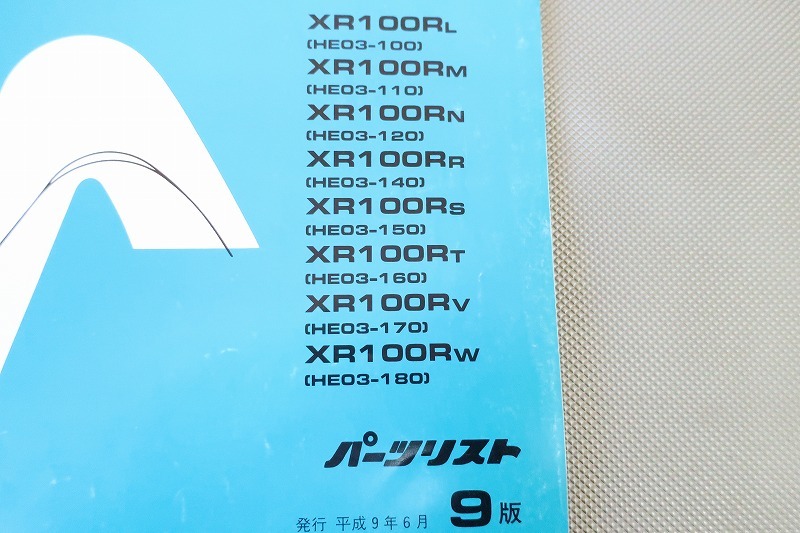 XR100RL
(HE03-100)
XR100RM
(HE03-110)
XR100RN
(HE03-120)
XR100RR
(HE03-140)
XR100RS
(HE03-150)
XR100RT
(HE03-160)
XR100RV
(HE03-170)
XR100RW
(HE03-180)
パーツリスト
発行 平成9年6月 9版